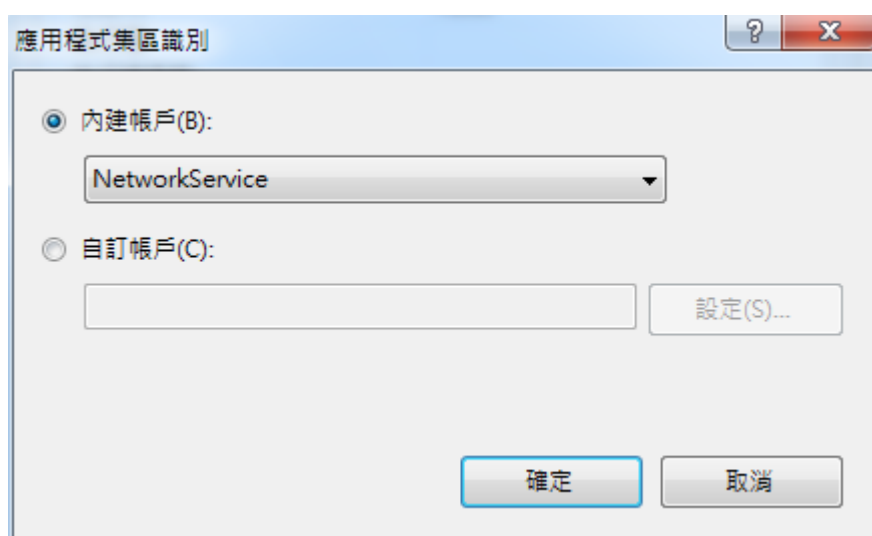 應用程式集區識別
內建帳戶(B):
NetworkService
自訂帳戶(C):
設定(S)...
確定
取消